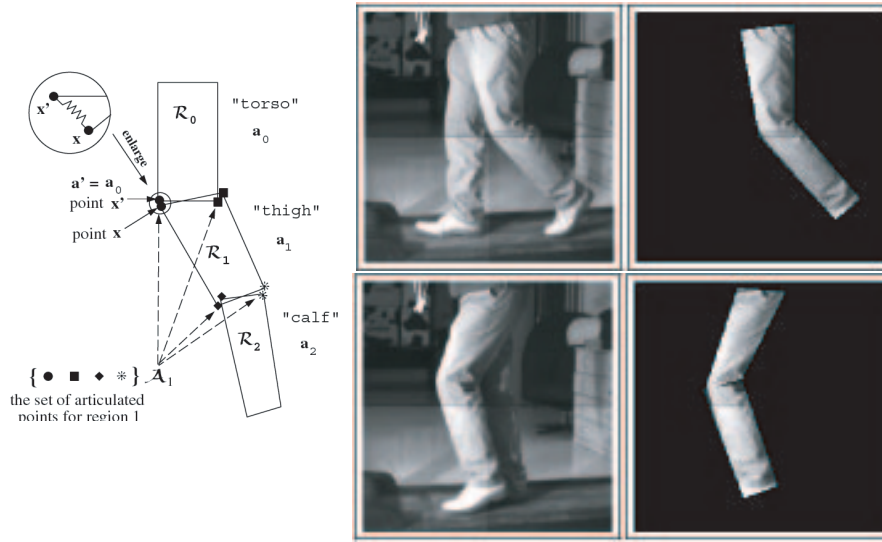 x'
x
enlarge
R₀
"torso"
a₀
a' = a₀
point x'
point x
"thigh"
a₁
R₁
"calf"
a₂
R₂
{ ● ■ ◆ ✳ } A₁
the set of articulated
points for region 1